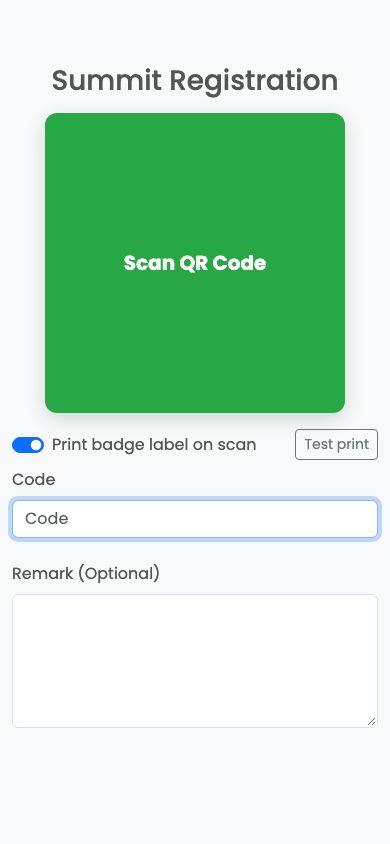 Summit Registration
Scan QR Code
Print badge label on scan
Test print
Code
Code
Remark (Optional)